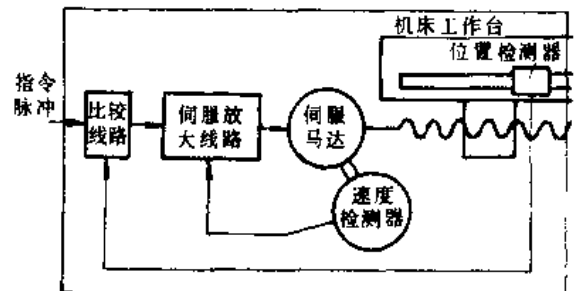 机床工作台
位置检测器
指令
脉冲
比较
线路
伺服放
大线路
伺服
马达
速度
检测器